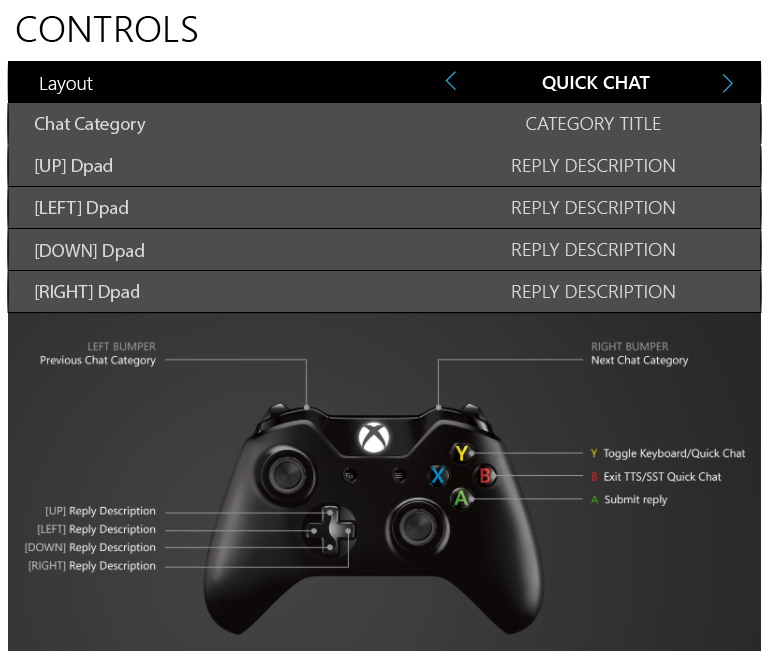 CONTROLS
Layout QUICK CHAT
Chat Category CATEGORY TITLE
[UP] Dpad REPLY DESCRIPTION
[LEFT] Dpad REPLY DESCRIPTION
[DOWN] Dpad REPLY DESCRIPTION
[RIGHT] Dpad REPLY DESCRIPTION
LEFT BUMPER
Previous Chat Category
RIGHT BUMPER
Next Chat Category
Y
X
B
A
Y Toggle Keyboard/Quick Chat
B Exit TTS/SST Quick Chat
A Submit reply
[UP] Reply Description
[LEFT] Reply Description
[DOWN] Reply Description
[RIGHT] Reply Description